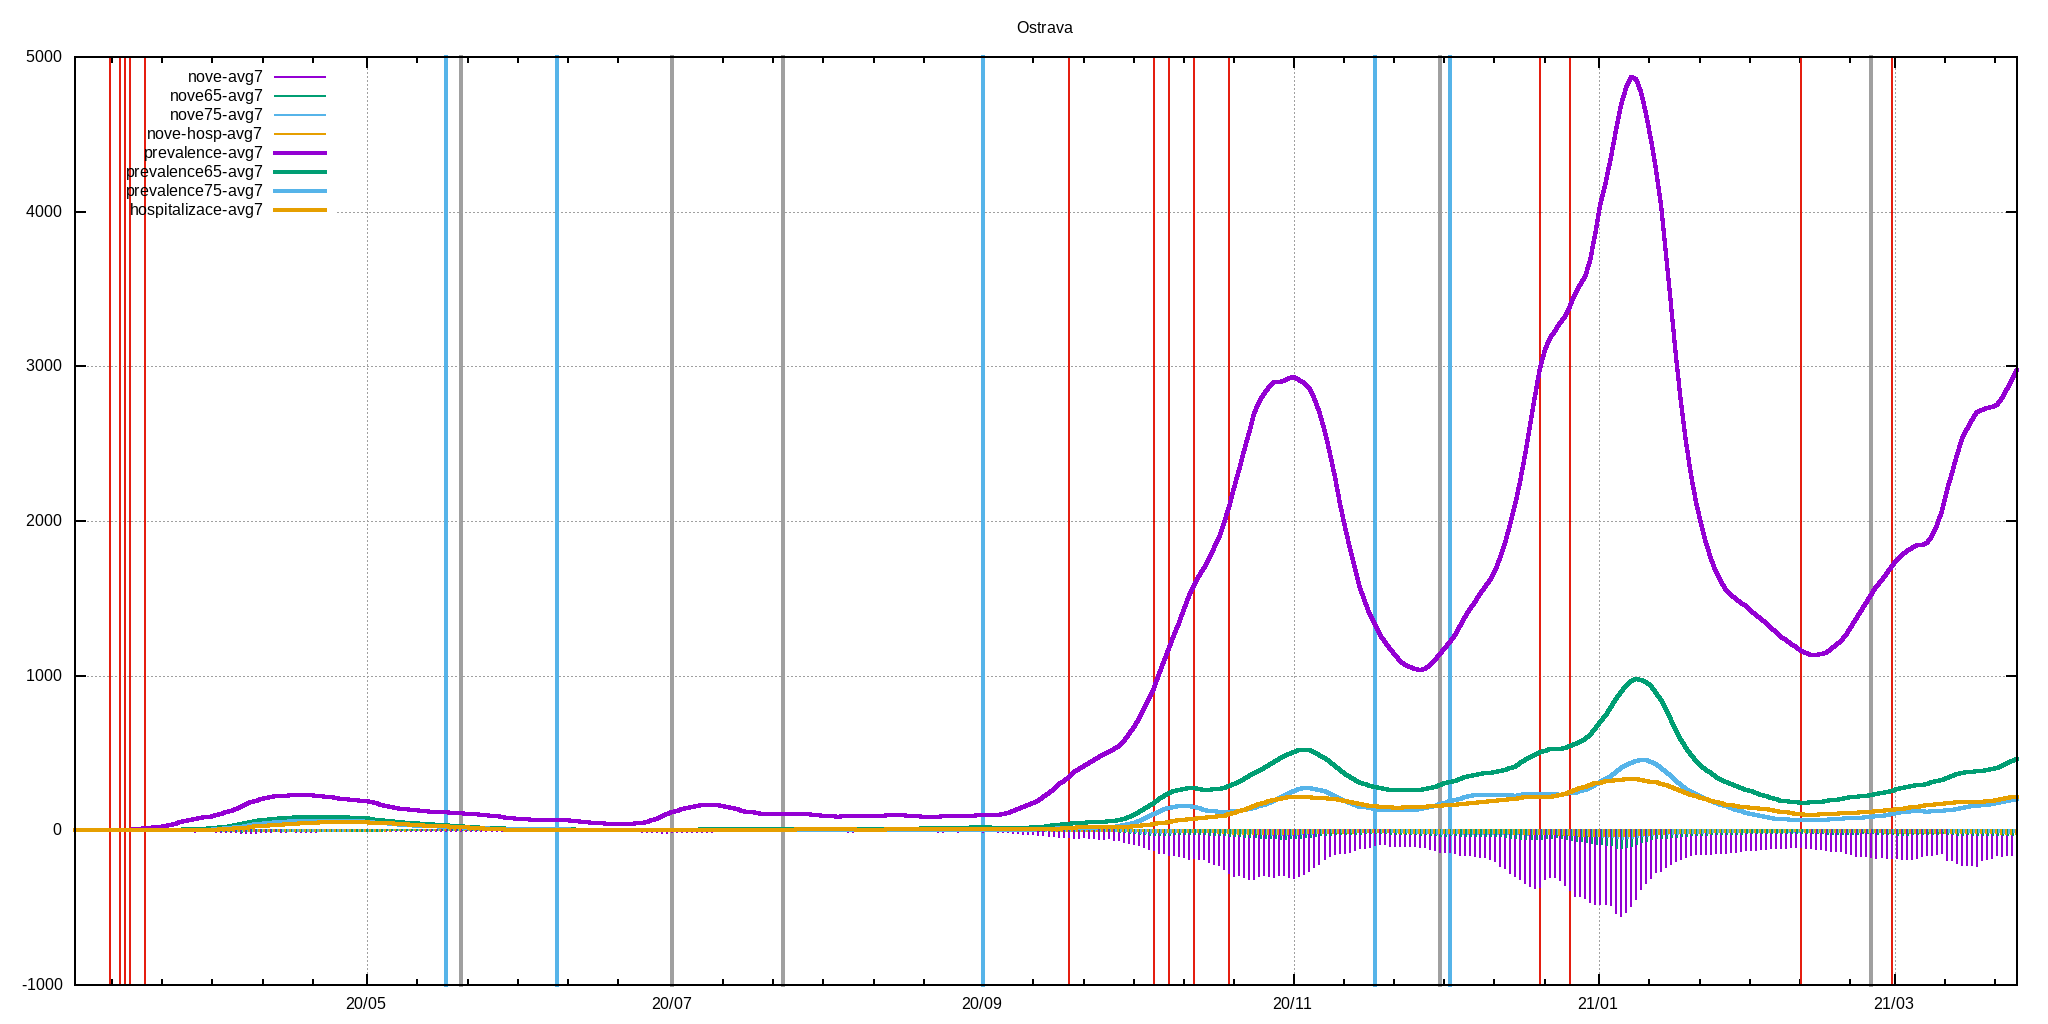 Ostrava
5000
4000
3000
2000
1000
0
-1000
nove-avg7
nove65-avg7
nove75-avg7
nove-hosp-avg7
prevalence-avg7
prevalence65-avg7
prevalence75-avg7
hospitalizace-avg7
20/05
20/07
20/09
20/11
21/01
21/03